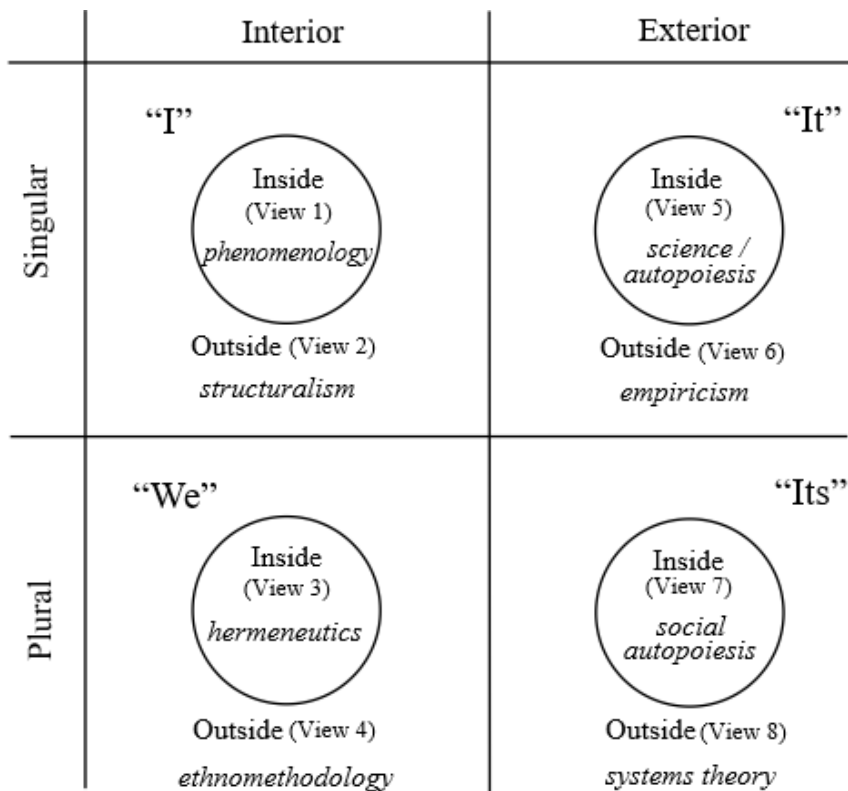 Interior
Exterior
Singular
“I”
Inside
(View 1)
phenomenology
Outside (View 2)
structuralism
“It”
Inside
(View 5)
science /
autopoiesis
Outside (View 6)
empiricism
Plural
“We”
Inside
(View 3)
hermeneutics
Outside (View 4)
ethnomethodology
“Its”
Inside
(View 7)
social
autopoiesis
Outside (View 8)
systems theory